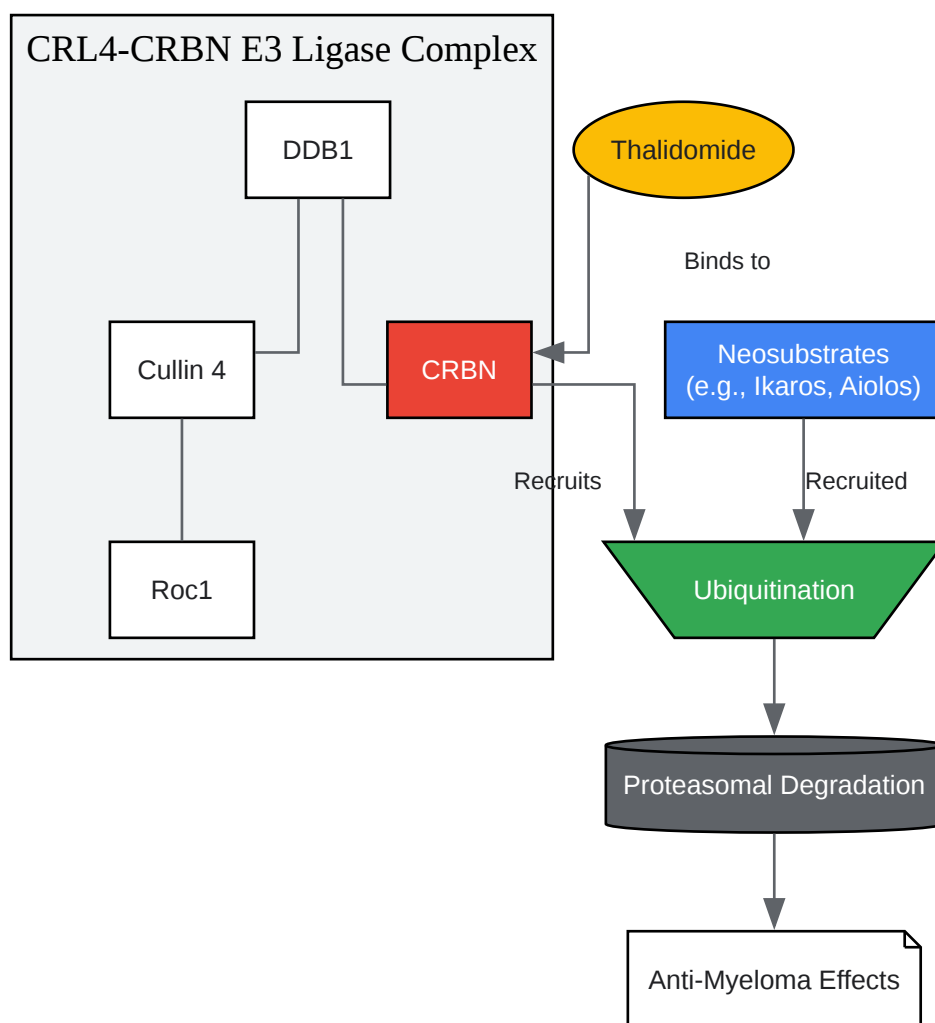 CRL4-CRBN E3 Ligase Complex
DDB1
Thalidomide
Binds to
Cullin 4
CRBN
Neosubstrates
(e.g., Ikaros, Aiolos)
Recruits
Recruited
Roc1
Ubiquitination
Proteasomal Degradation
Anti-Myeloma Effects